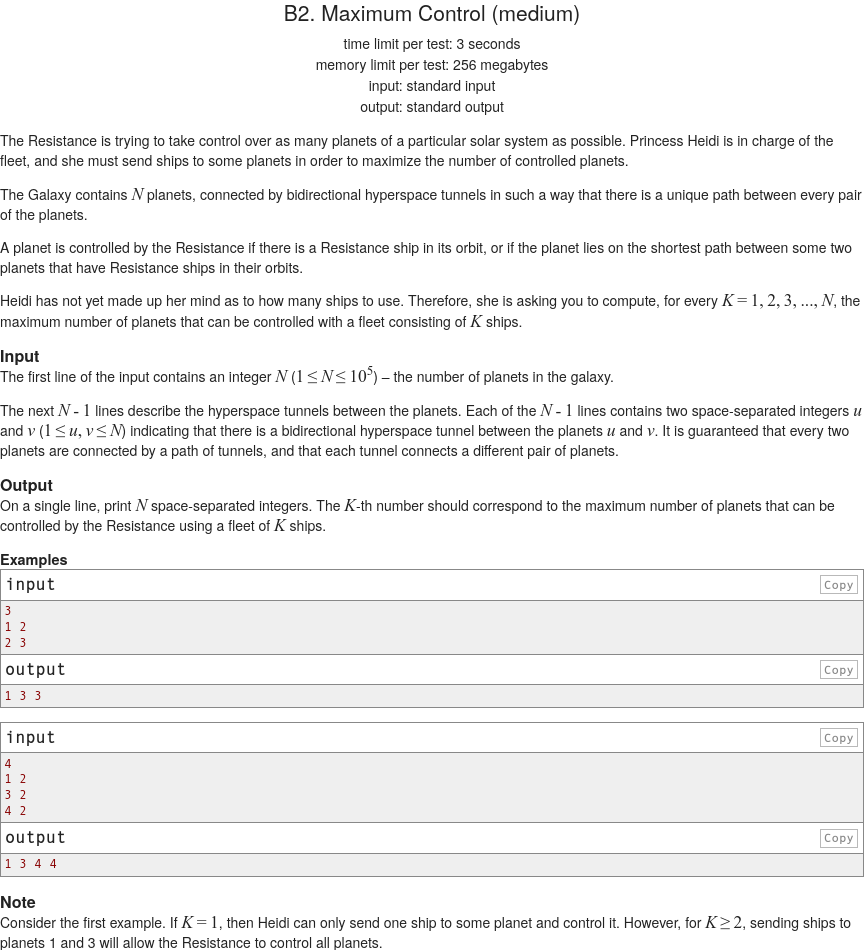 B2. Maximum Control (medium)
time limit per test: 3 seconds
memory limit per test: 256 megabytes
input: standard input
output: standard output
The Resistance is trying to take control over as many planets of a particular solar system as possible. Princess Heidi is in charge of the
fleet, and she must send ships to some planets in order to maximize the number of controlled planets.
The Galaxy contains N planets, connected by bidirectional hyperspace tunnels in such a way that there is a unique path between every pair
of the planets.
A planet is controlled by the Resistance if there is a Resistance ship in its orbit, or if the planet lies on the shortest path between some two
planets that have Resistance ships in their orbits.
Heidi has not yet made up her mind as to how many ships to use. Therefore, she is asking you to compute, for every K = 1, 2, 3, ..., N, the
maximum number of planets that can be controlled with a fleet consisting of K ships.
Input
The first line of the input contains an integer N (1 ≤ N ≤ 10^5) – the number of planets in the galaxy.
The next N - 1 lines describe the hyperspace tunnels between the planets. Each of the N - 1 lines contains two space-separated integers u
and v (1 ≤ u, v ≤ N) indicating that there is a bidirectional hyperspace tunnel between the planets u and v. It is guaranteed that every two
planets are connected by a path of tunnels, and that each tunnel connects a different pair of planets.
Output
On a single line, print N space-separated integers. The K-th number should correspond to the maximum number of planets that can be
controlled by the Resistance using a fleet of K ships.
Examples
input Copy
3
1 2
2 3
output Copy
1 3 3
input Copy
4
1 2
3 2
4 2
output Copy
1 3 4 4
Note
Consider the first example. If K = 1, then Heidi can only send one ship to some planet and control it. However, for K ≥ 2, sending ships to
planets 1 and 3 will allow the Resistance to control all planets.